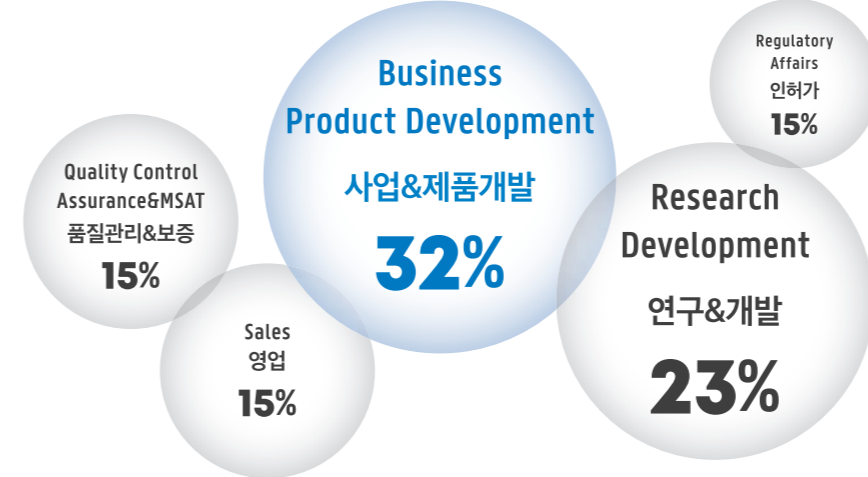 Quality Control
Assurance&MSAT
품질관리&보증
15%
Sales
영업
15%
Business
Product Development
사업&제품개발
32%
Regulatory
Affairs
인허가
15%
Research
Development
연구&개발
23%